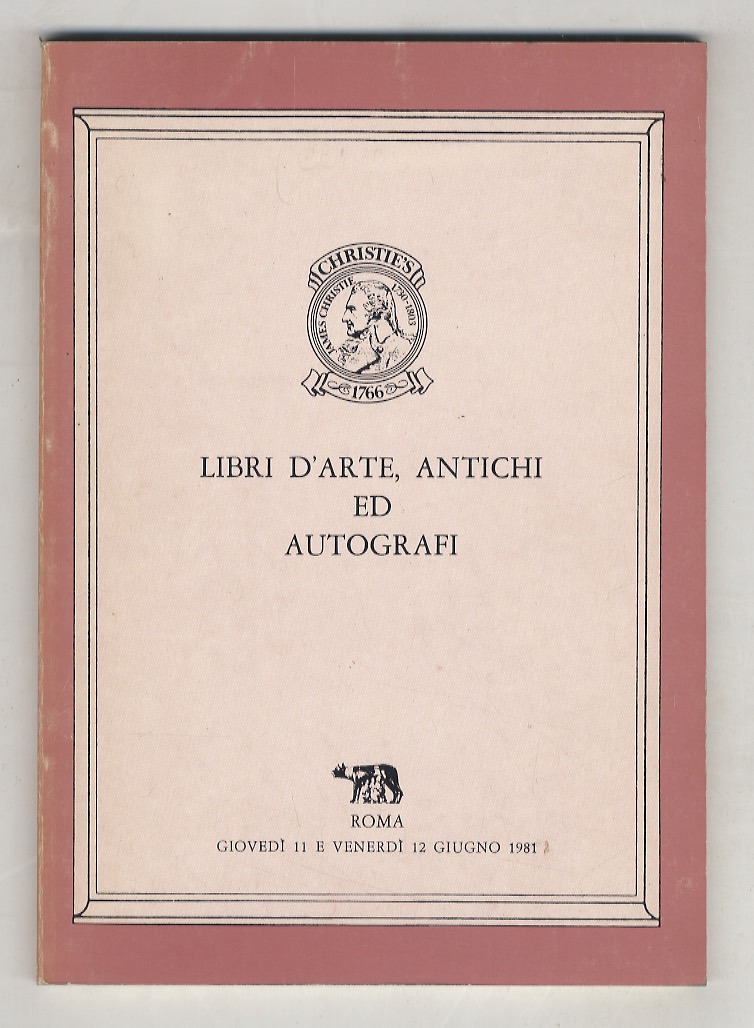 CHRISTIE'S
JAMES CHRISTIE 1730-1803
1766
LIBRI D'ARTE, ANTICHI
ED
AUTOGRAFI
ROMA
GIOVEDÌ 11 E VENERDÌ 12 GIUGNO 1981